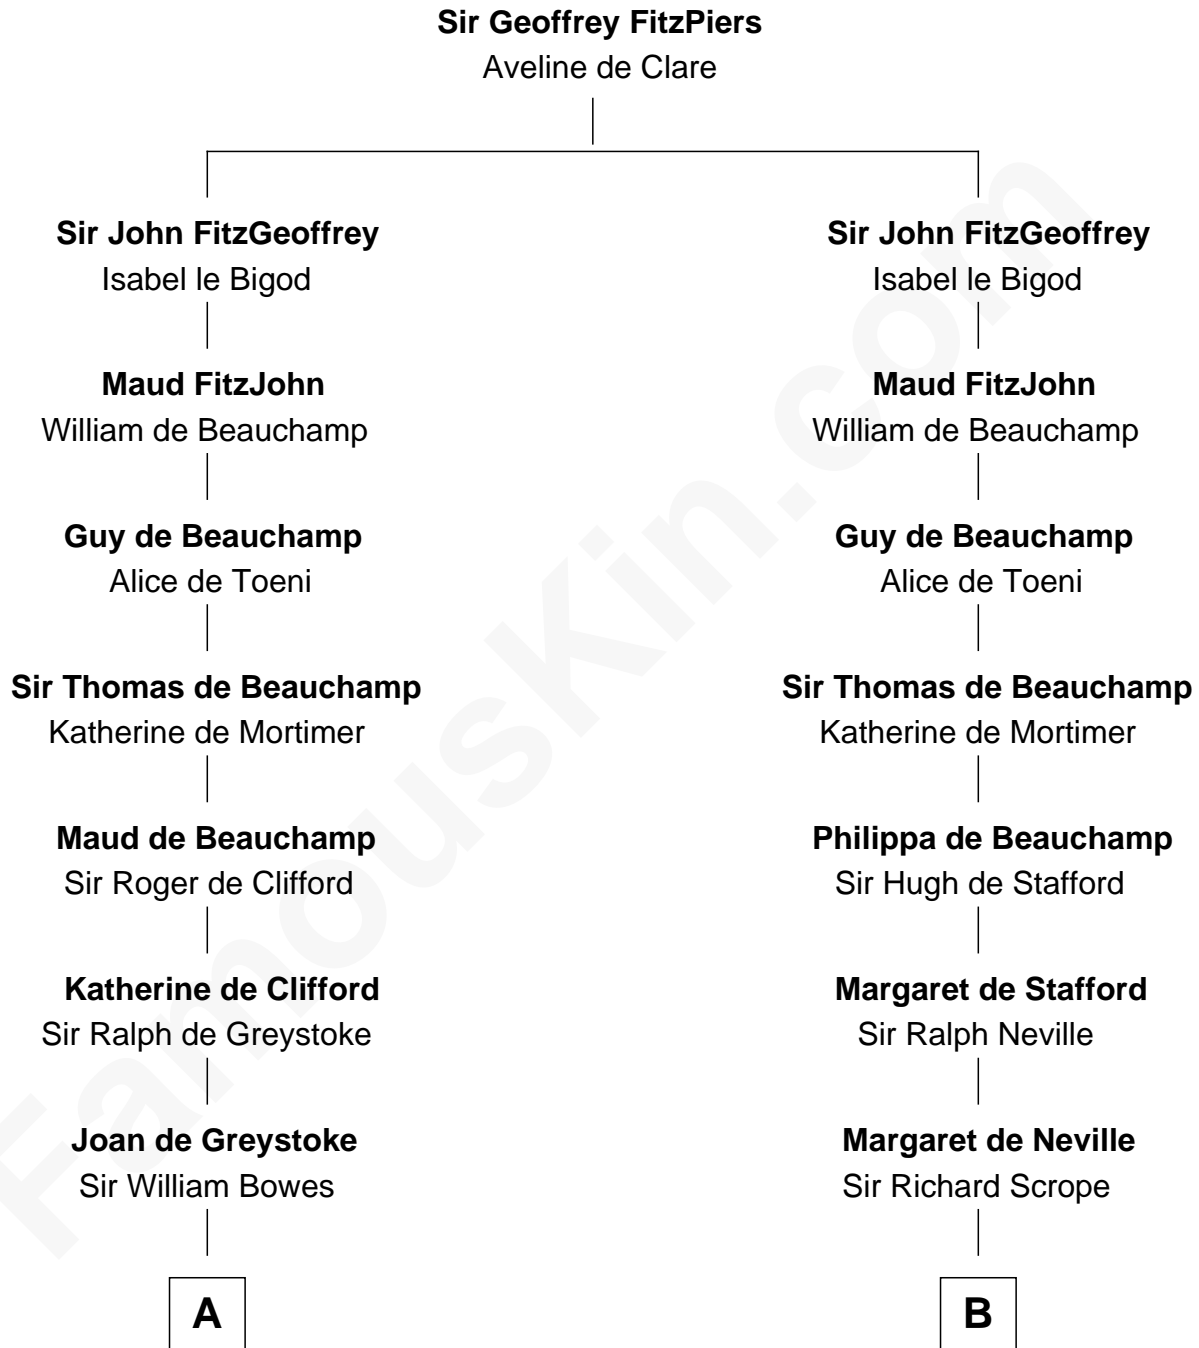 Sir Geoffrey FitzPiers
Aveline de Clare
Sir John FitzGeoffrey
Isabel le Bigod
Maud FitzJohn
William de Beauchamp
Guy de Beauchamp
Alice de Toeni
Sir Thomas de Beauchamp
Katherine de Mortimer
Maud de Beauchamp
Sir Roger de Clifford
Katherine de Clifford
Sir Ralph de Greystoke
Joan de Greystoke
Sir William Bowes
A
Sir John FitzGeoffrey
Isabel le Bigod
Maud FitzJohn
William de Beauchamp
Guy de Beauchamp
Alice de Toeni
Sir Thomas de Beauchamp
Katherine de Mortimer
Philippa de Beauchamp
Sir Hugh de Stafford
Margaret de Stafford
Sir Ralph Neville
Margaret de Neville
Sir Richard Scrope
B
FamousKin.com